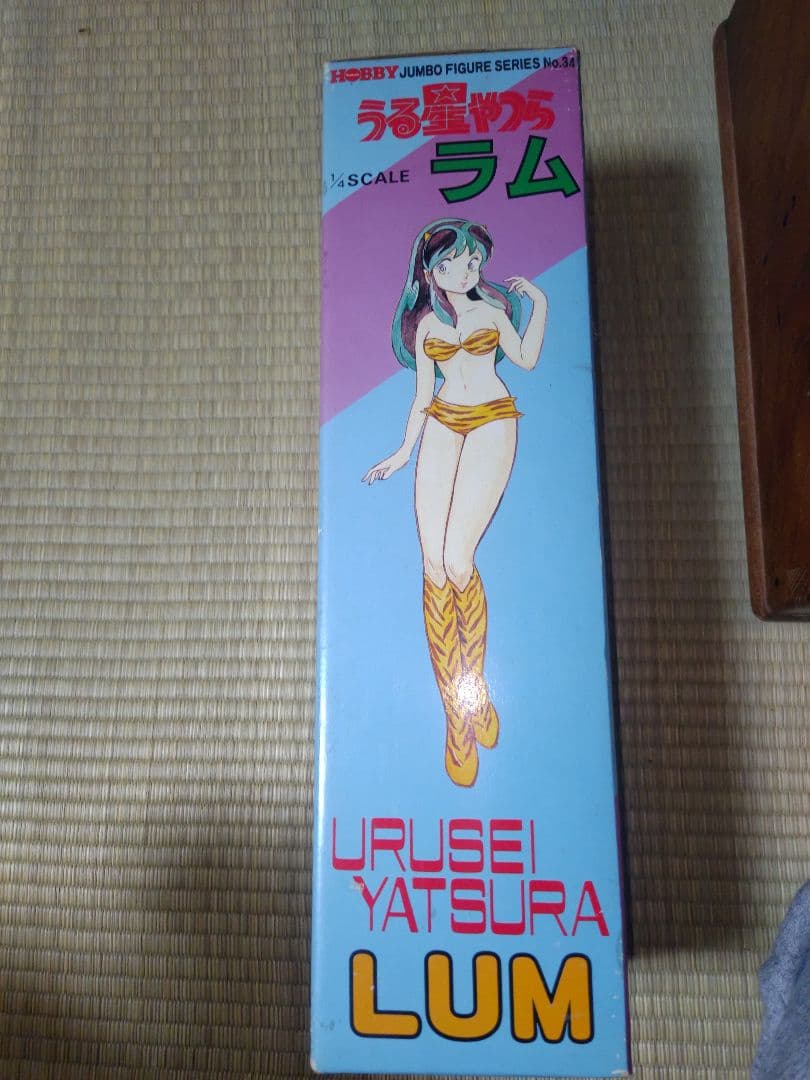 HOBBY JUMBO FIGURE SERIES No.34
うる星やつら
1/4 SCALE ラム
URUSEI
YATSURA
LUM